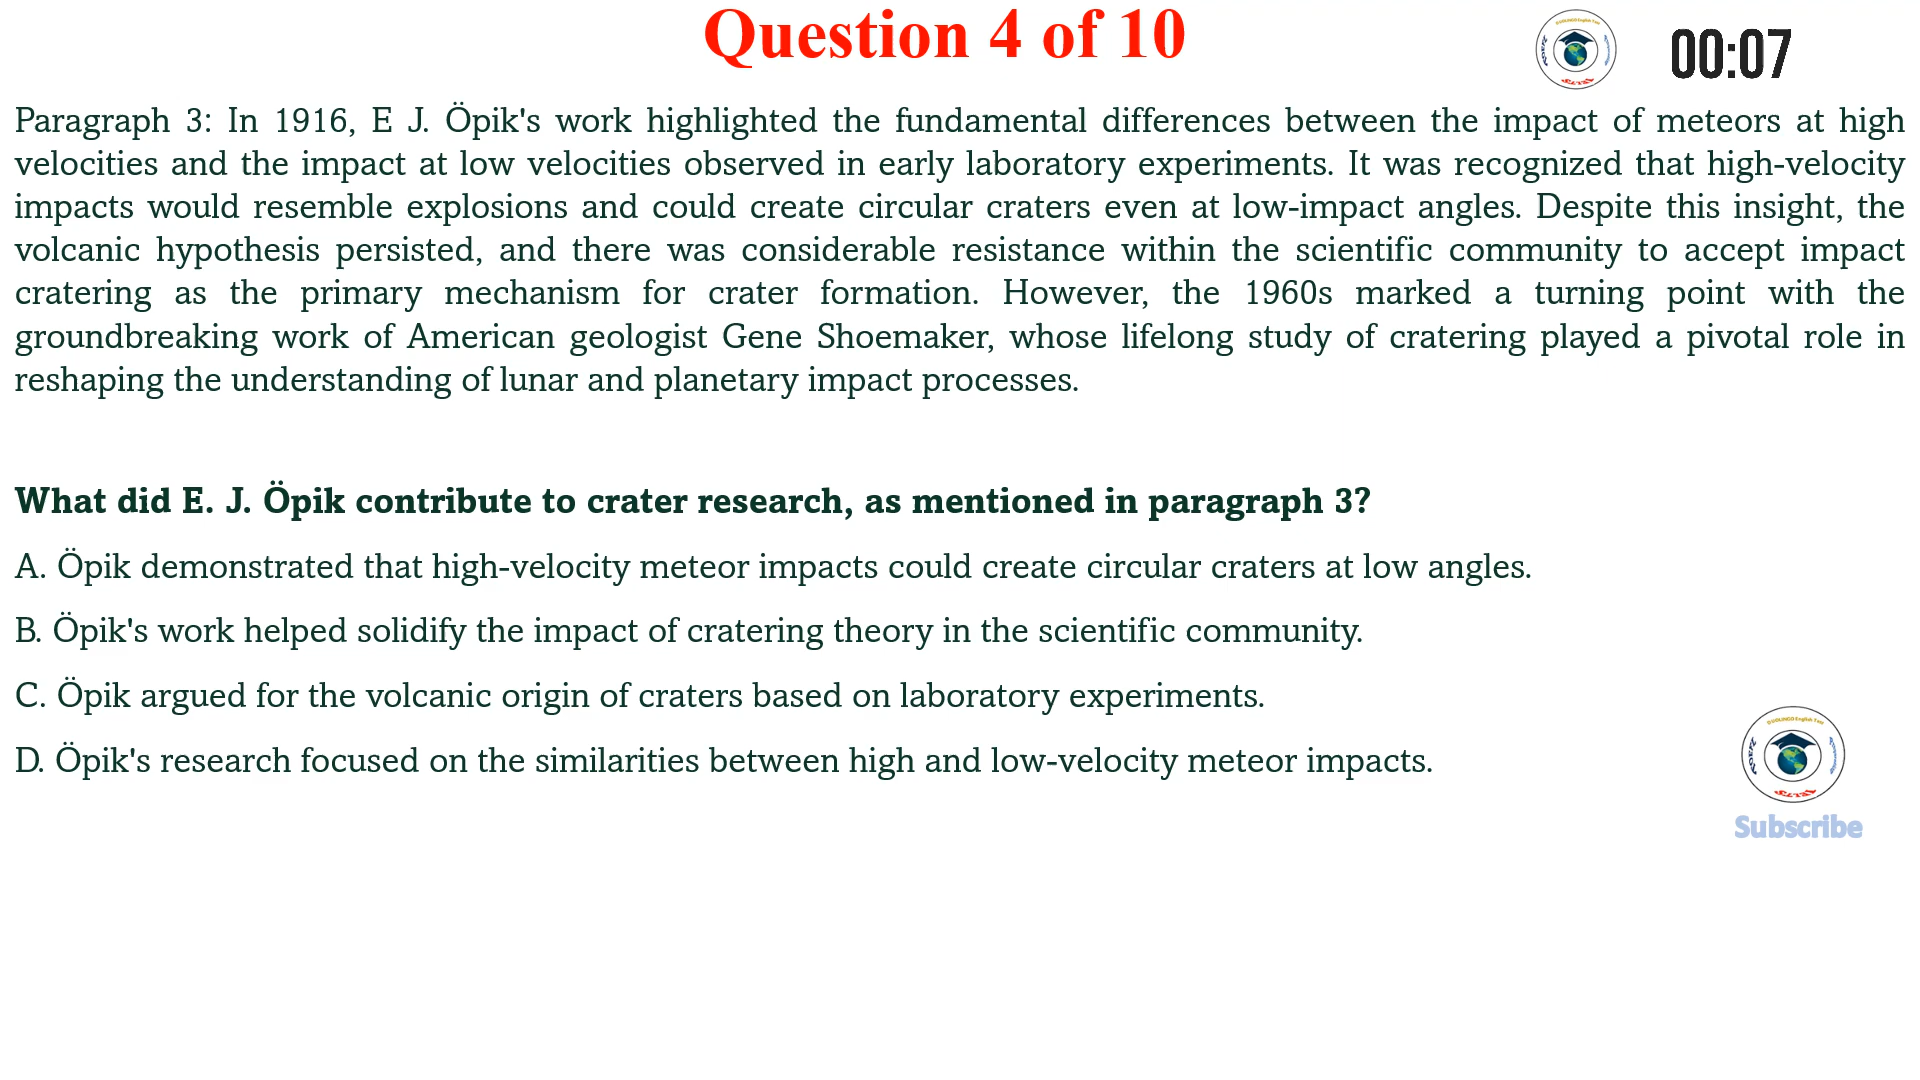 Question 4 of 10
00:07
Paragraph 3: In 1916, E J. Öpik's work highlighted the fundamental differences between the impact of meteors at high
velocities and the impact at low velocities observed in early laboratory experiments. It was recognized that high-velocity
impacts would resemble explosions and could create circular craters even at low-impact angles. Despite this insight, the
volcanic hypothesis persisted, and there was considerable resistance within the scientific community to accept impact
cratering as the primary mechanism for crater formation. However, the 1960s marked a turning point with the
groundbreaking work of American geologist Gene Shoemaker, whose lifelong study of cratering played a pivotal role in
reshaping the understanding of lunar and planetary impact processes.
What did E. J. Öpik contribute to crater research, as mentioned in paragraph 3?
A. Öpik demonstrated that high-velocity meteor impacts could create circular craters at low angles.
B. Öpik's work helped solidify the impact of cratering theory in the scientific community.
C. Öpik argued for the volcanic origin of craters based on laboratory experiments.
D. Öpik's research focused on the similarities between high and low-velocity meteor impacts.
DUOLINGO English Test
IELTS
Subscribe